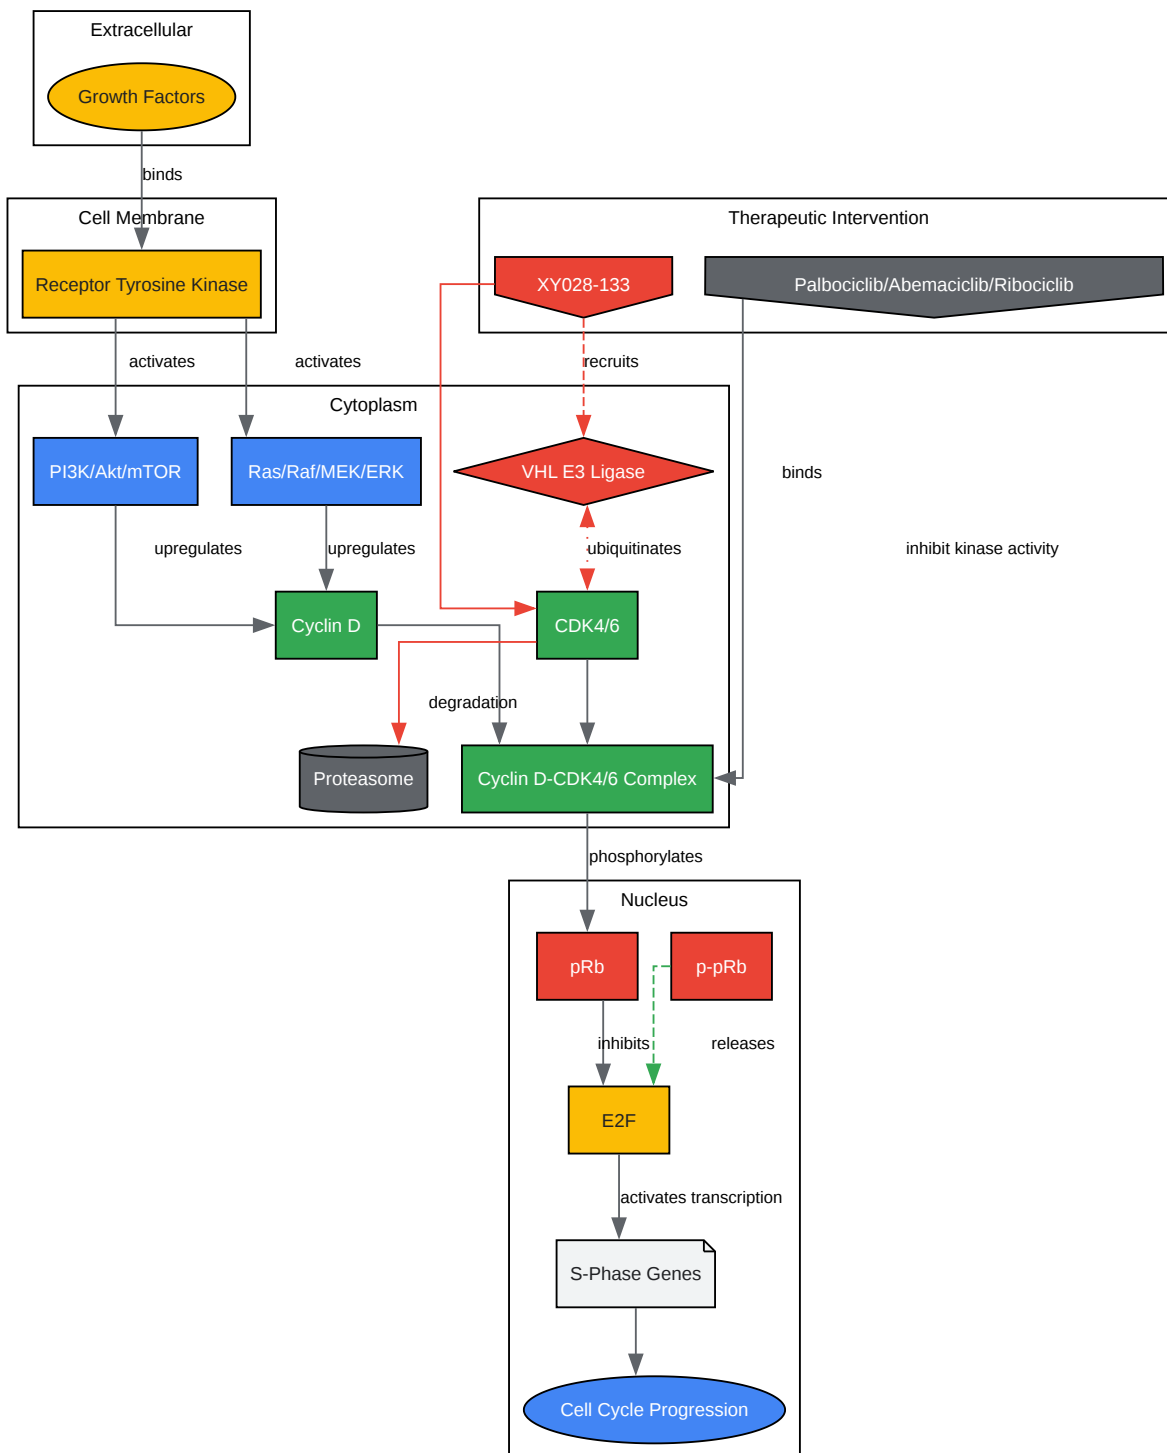 Extracellular
Growth Factors
binds
Cell Membrane
Receptor Tyrosine Kinase
Therapeutic Intervention
XY028-133
Palbociclib/Abemaciclib/Ribociclib
activates
activates
recruits
Cytoplasm
PI3K/Akt/mTOR
Ras/Raf/MEK/ERK
VHL E3 Ligase
binds
upregulates
upregulates
ubiquitinates
inhibit kinase activity
Cyclin D
CDK4/6
degradation
Proteasome
Cyclin D-CDK4/6 Complex
phosphorylates
Nucleus
pRb
p-pRb
inhibits
releases
E2F
activates transcription
S-Phase Genes
Cell Cycle Progression